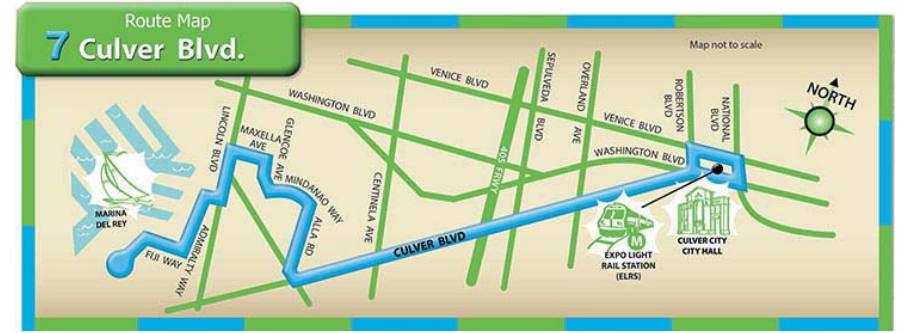 Route Map
7 Culver Blvd.
Map not to scale
NORTH
VENICE BLVD
WASHINGTON BLVD
SEPULVEDA
BLVD
OVERLAND
AVE
ROBERTSON
BLVD
NATIONAL
BLVD
VENICE BLVD
WASHINGTON BLVD
LINCOLN BLVD
MAXELLA
AVE
GLENCOE AVE
MINDANAO WAY
ALLA RD
CENTINELA AVE
405 FRWY
CULVER BLVD
MARINA
DEL REY
FIJI WAY
ADMIRALTY WAY
M
EXPO LIGHT
RAIL STATION
(ELRS)
CULVER CITY
CITY HALL